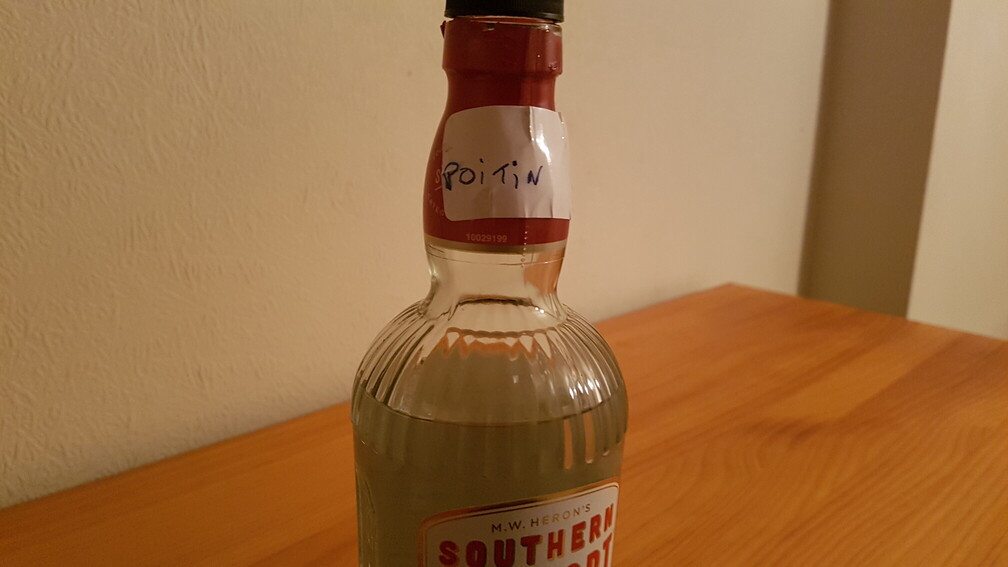 POiTiN
10029199
M.W. HERON'S
SOUTHERN